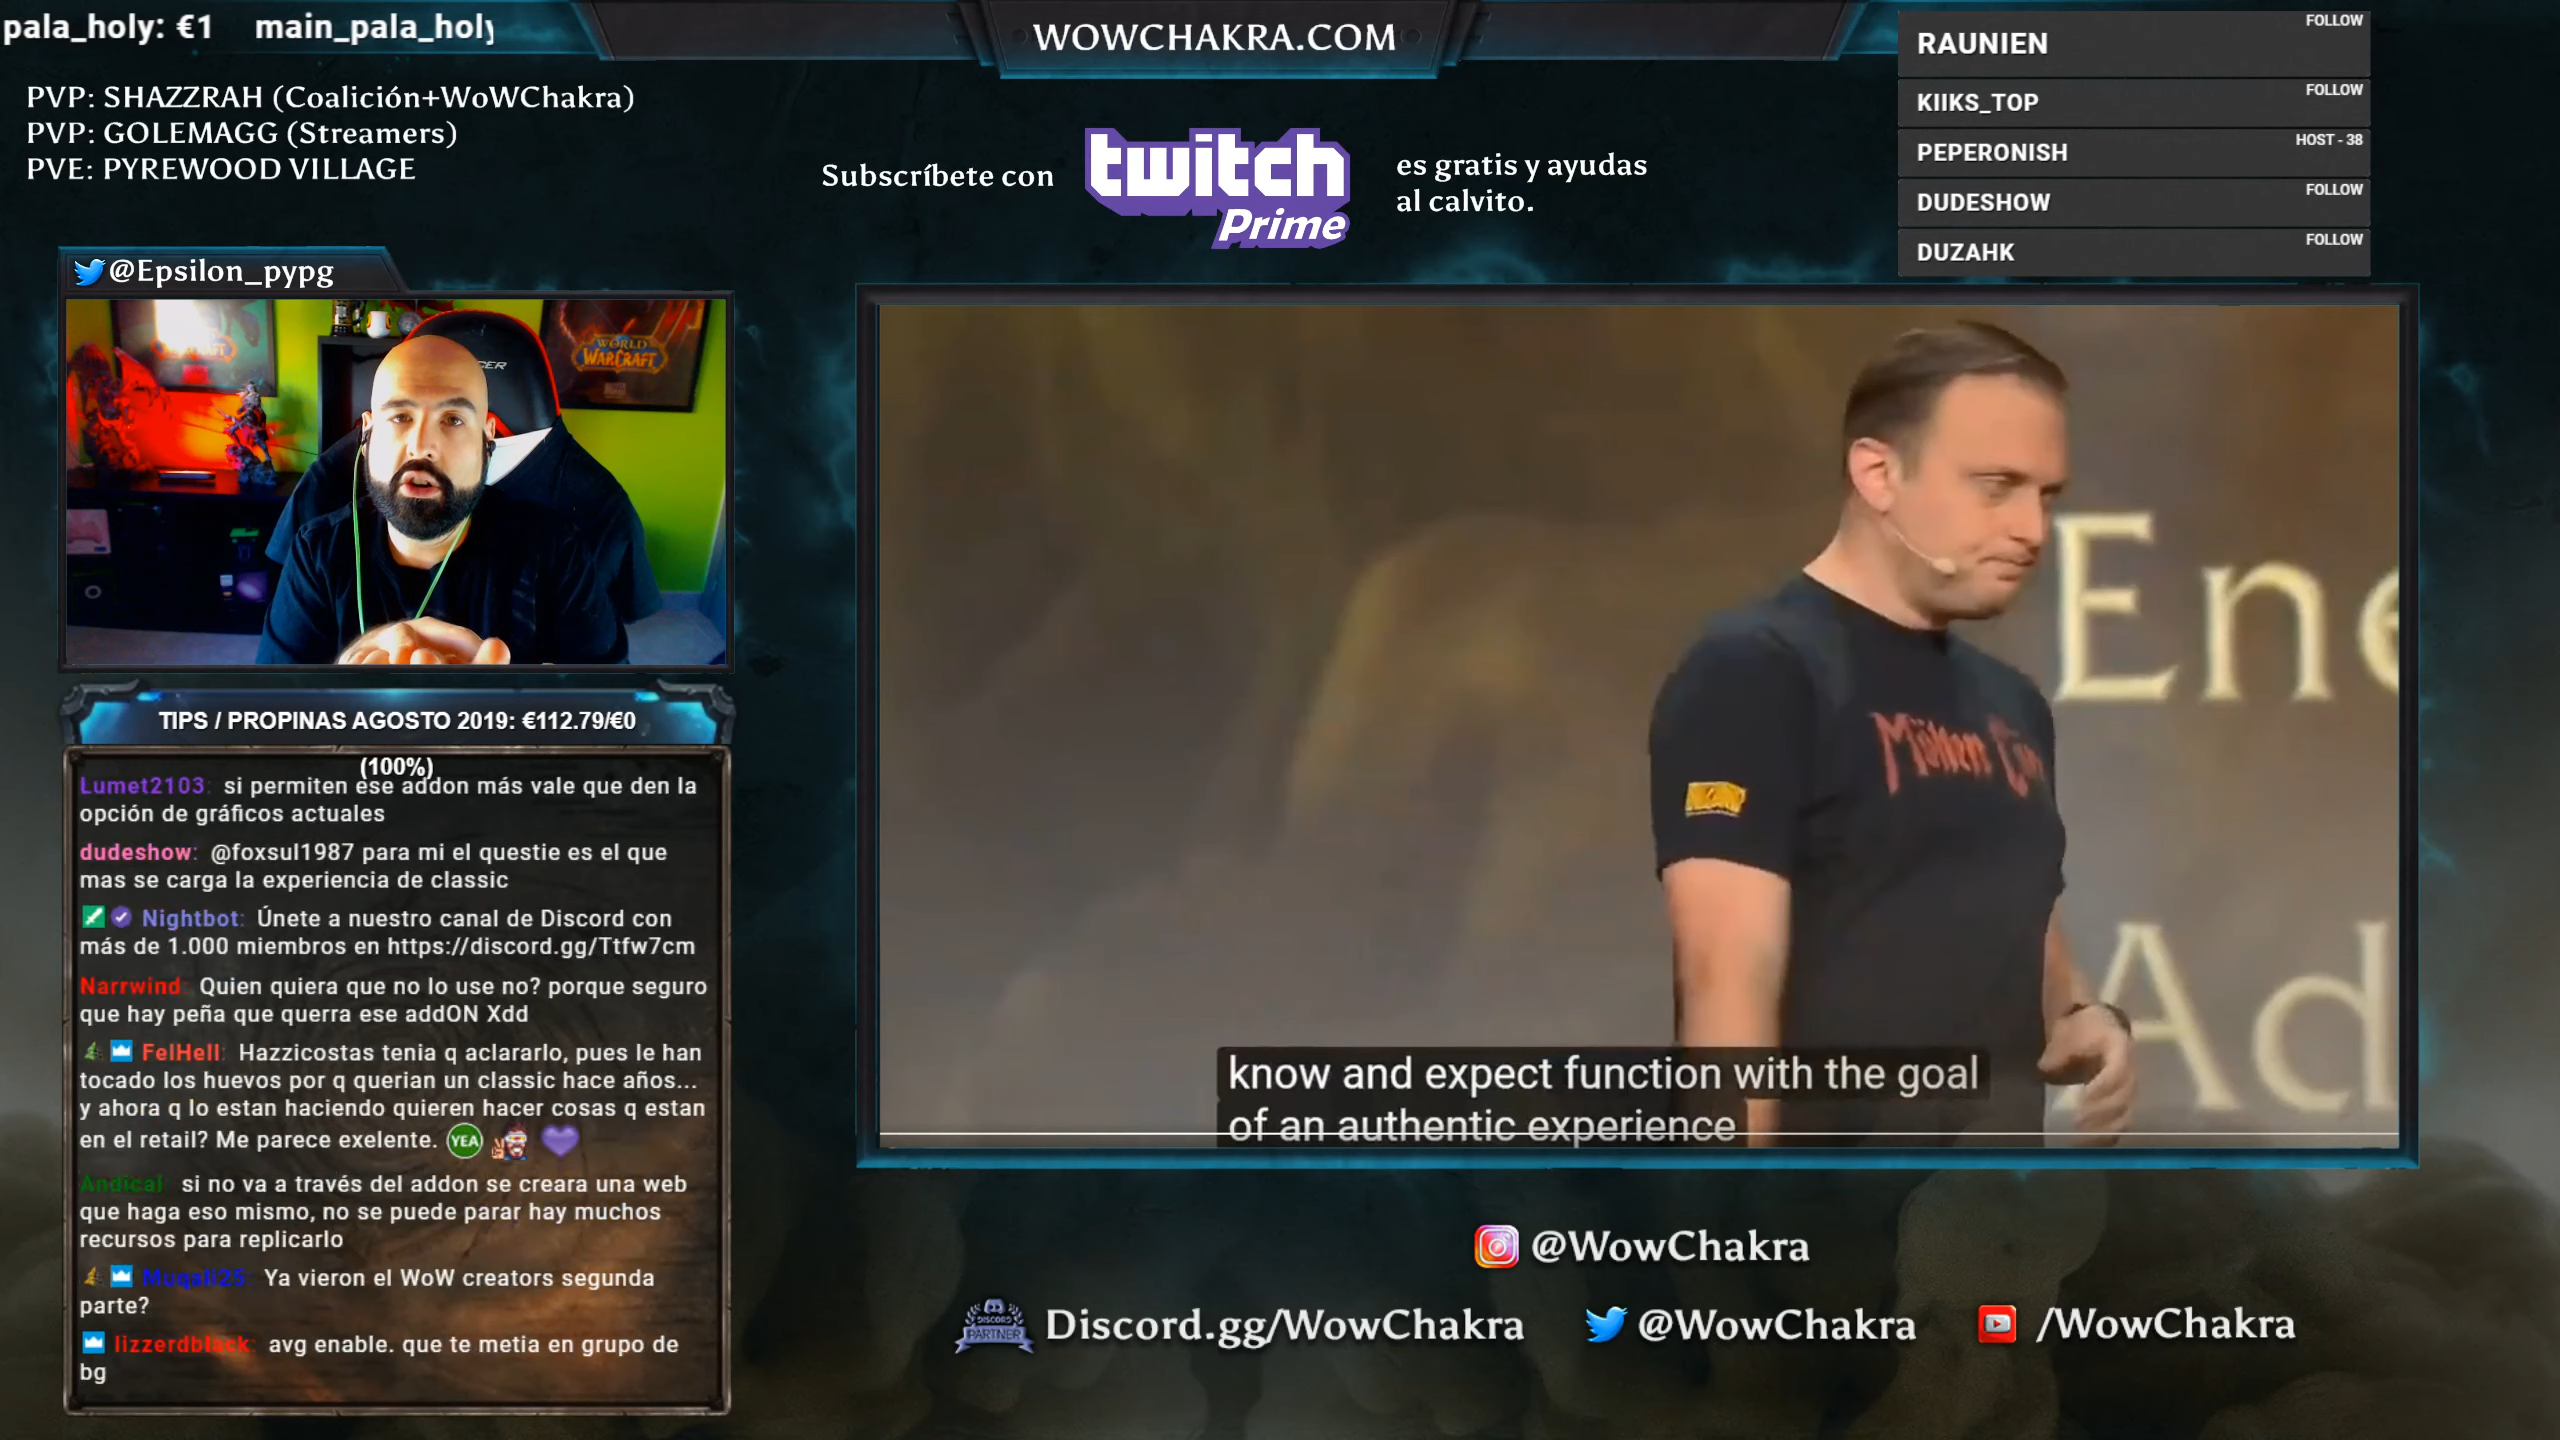 pala_holy: €1 main_pala_holy
WOWCHAKRA.COM
PVP: SHAZZRAH (Coalición+WoWChakra)
PVP: GOLEMAGG (Streamers)
PVE: PYREWOOD VILLAGE
Subscríbete con
twitch
Prime
es gratis y ayudas
al calvito.
RAUNIEN FOLLOW
KIIKS_TOP FOLLOW
PEPERONISH HOST - 38
DUDESHOW FOLLOW
DUZAHK FOLLOW
@Epsilon_pypg
WORLD
WARCRAFT
TIPS / PROPINAS AGOSTO 2019: €112.79/€0
(100%)
Lumet2103: si permiten ese addon más vale que den la
opción de gráficos actuales
dudeshow: @foxsul1987 para mi el questie es el que
mas se carga la experiencia de classic
Nightbot: Únete a nuestro canal de Discord con
más de 1.000 miembros en https://discord.gg/Ttfw7cm
Narrwind: Quien quiera que no lo use no? porque seguro
que hay peña que querra ese addON Xdd
FelHell: Hazzicostas tenia q aclararlo, pues le han
tocado los huevos por q querian un classic hace años...
y ahora q lo estan haciendo quieren hacer cosas q estan
en el retail? Me parece exelente. YEA
Andical: si no va a través del addon se creara una web
que haga eso mismo, no se puede parar hay muchos
recursos para replicarlo
Muqali25: Ya vieron el WoW creators segunda
parte?
lizzerdblack: avg enable. que te metia en grupo de
bg
Ene
Ad
know and expect function with the goal
of an authentic experience
@WowChakra
DISCORD
PARTNER
Discord.gg/WowChakra @WowChakra /WowChakra